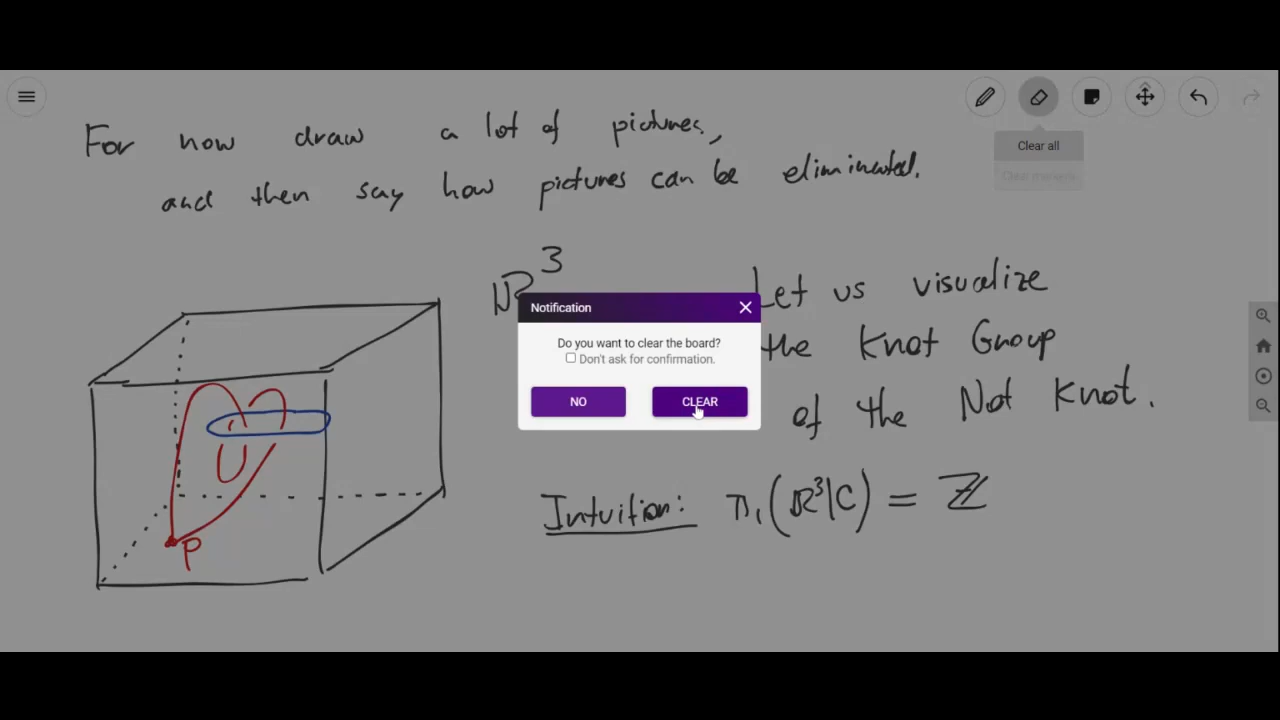 For now draw a lot of pictures,
and then say how pictures can be eliminated.
Clear all
Clear markers
ℝ³
Let us visualize
the Knot Group
of the Not Knot.
Notification
Do you want to clear the board?
Don't ask for confirmation.
NO CLEAR
Intuition: π₁(ℝ³\C) = ℤ
P